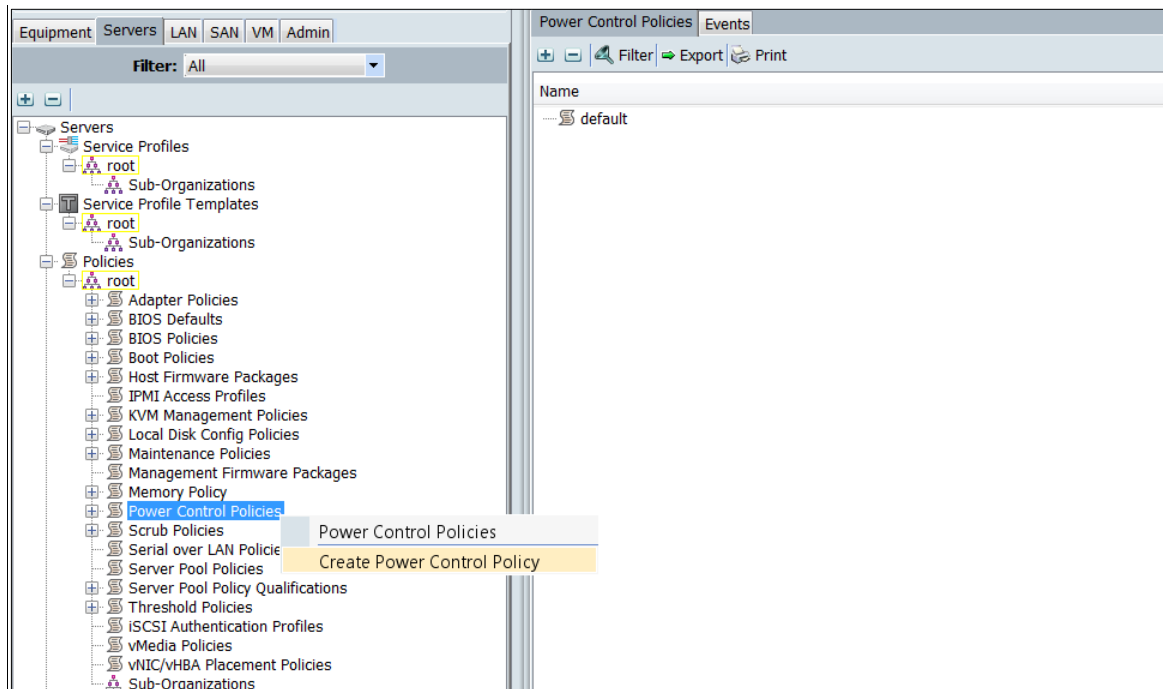 Equipment Servers LAN SAN VM Admin
Filter: All
Servers
Service Profiles
root
Sub-Organizations
Service Profile Templates
root
Sub-Organizations
Policies
root
Adapter Policies
BIOS Defaults
BIOS Policies
Boot Policies
Host Firmware Packages
IPMI Access Profiles
KVM Management Policies
Local Disk Config Policies
Maintenance Policies
Management Firmware Packages
Memory Policy
Power Control Policies
Scrub Policies
Serial over LAN Policie
Server Pool Policies
Server Pool Policy Qualifications
Threshold Policies
iSCSI Authentication Profiles
vMedia Policies
vNIC/vHBA Placement Policies
Sub-Organizations
Power Control Policies
Create Power Control Policy
Power Control Policies Events
Filter Export Print
Name
default